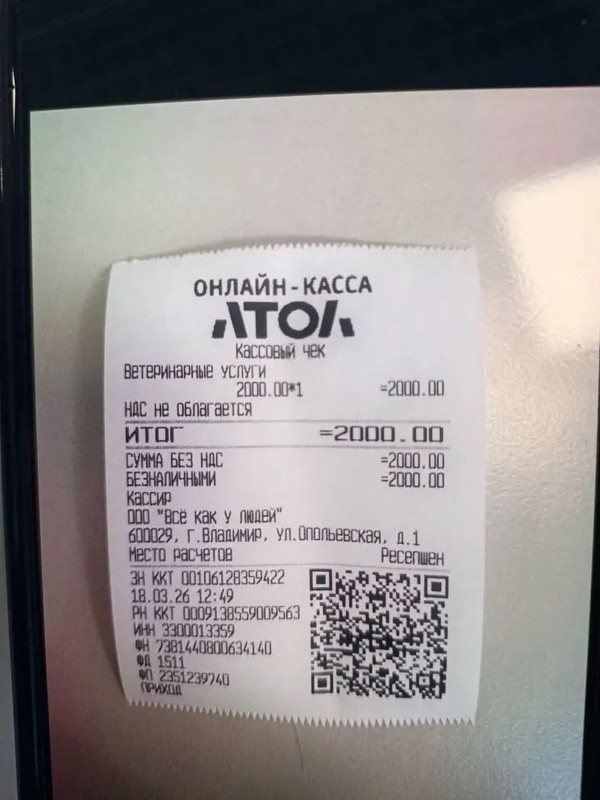 ОНЛАЙН-КАССА
АТОЛ
Кассовый чек
Ветеринарные услуги
2000.00*1 =2000.00
НДС не облагается
ИТОГ =2000.00
СУММА БЕЗ НДС =2000.00
БЕЗНАЛИЧНЫМИ =2000.00
Кассир
ООО "Всё как у людей"
600029, г.Владимир, ул.Опольевская, д.1
Место расчетов Ресепшен
ЗН ККТ 00106128359422
18.03.26 12:49
РН ККТ 0009138559009563
ИНН 3300013359
ФН 7381440800634140
ФД 1511
ФП 2351239740
ПРИХОД